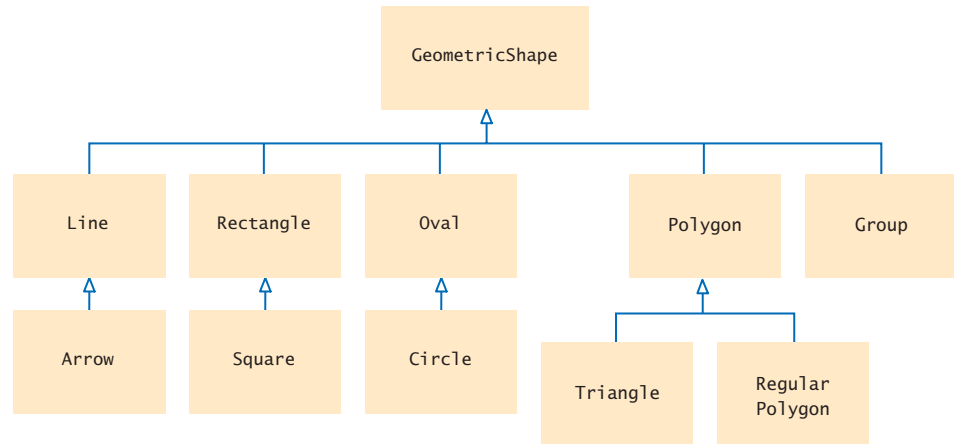 GeometricShape
Line
Rectangle
Oval
Polygon
Group
Arrow
Square
Circle
Triangle
Regular
Polygon